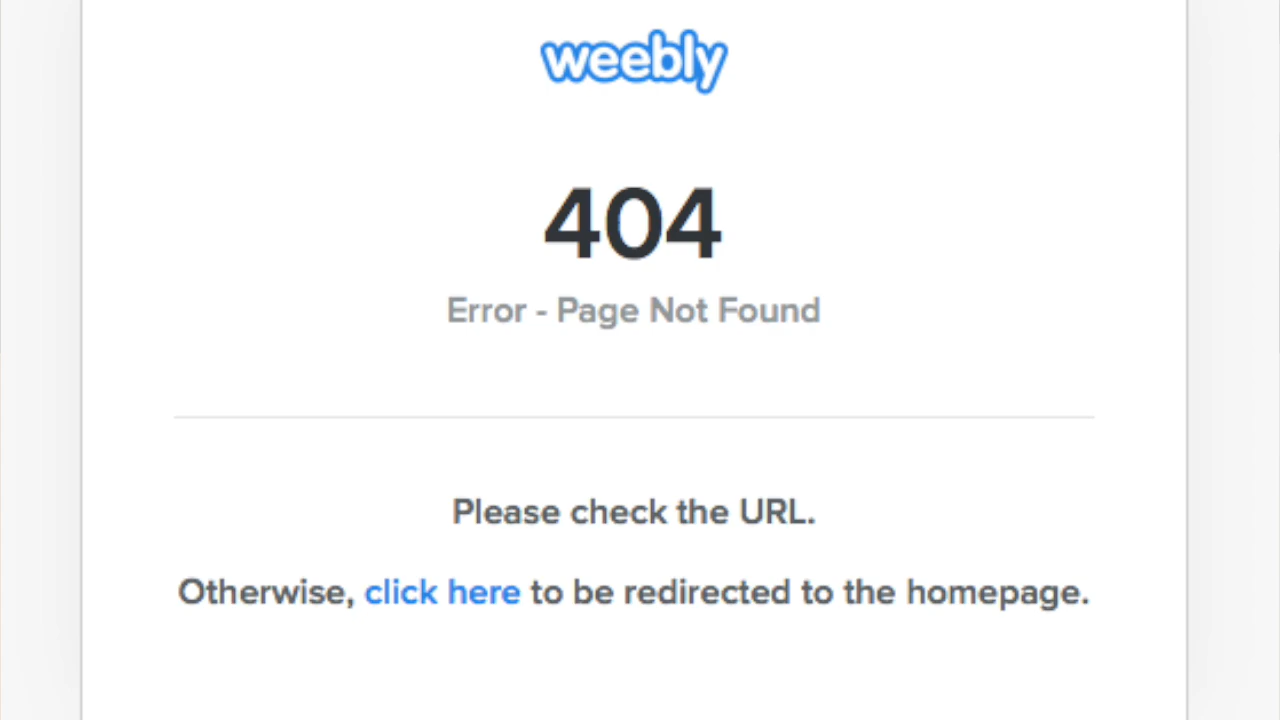 weebly
404
Error - Page Not Found
Please check the URL.
Otherwise, click here to be redirected to the homepage.